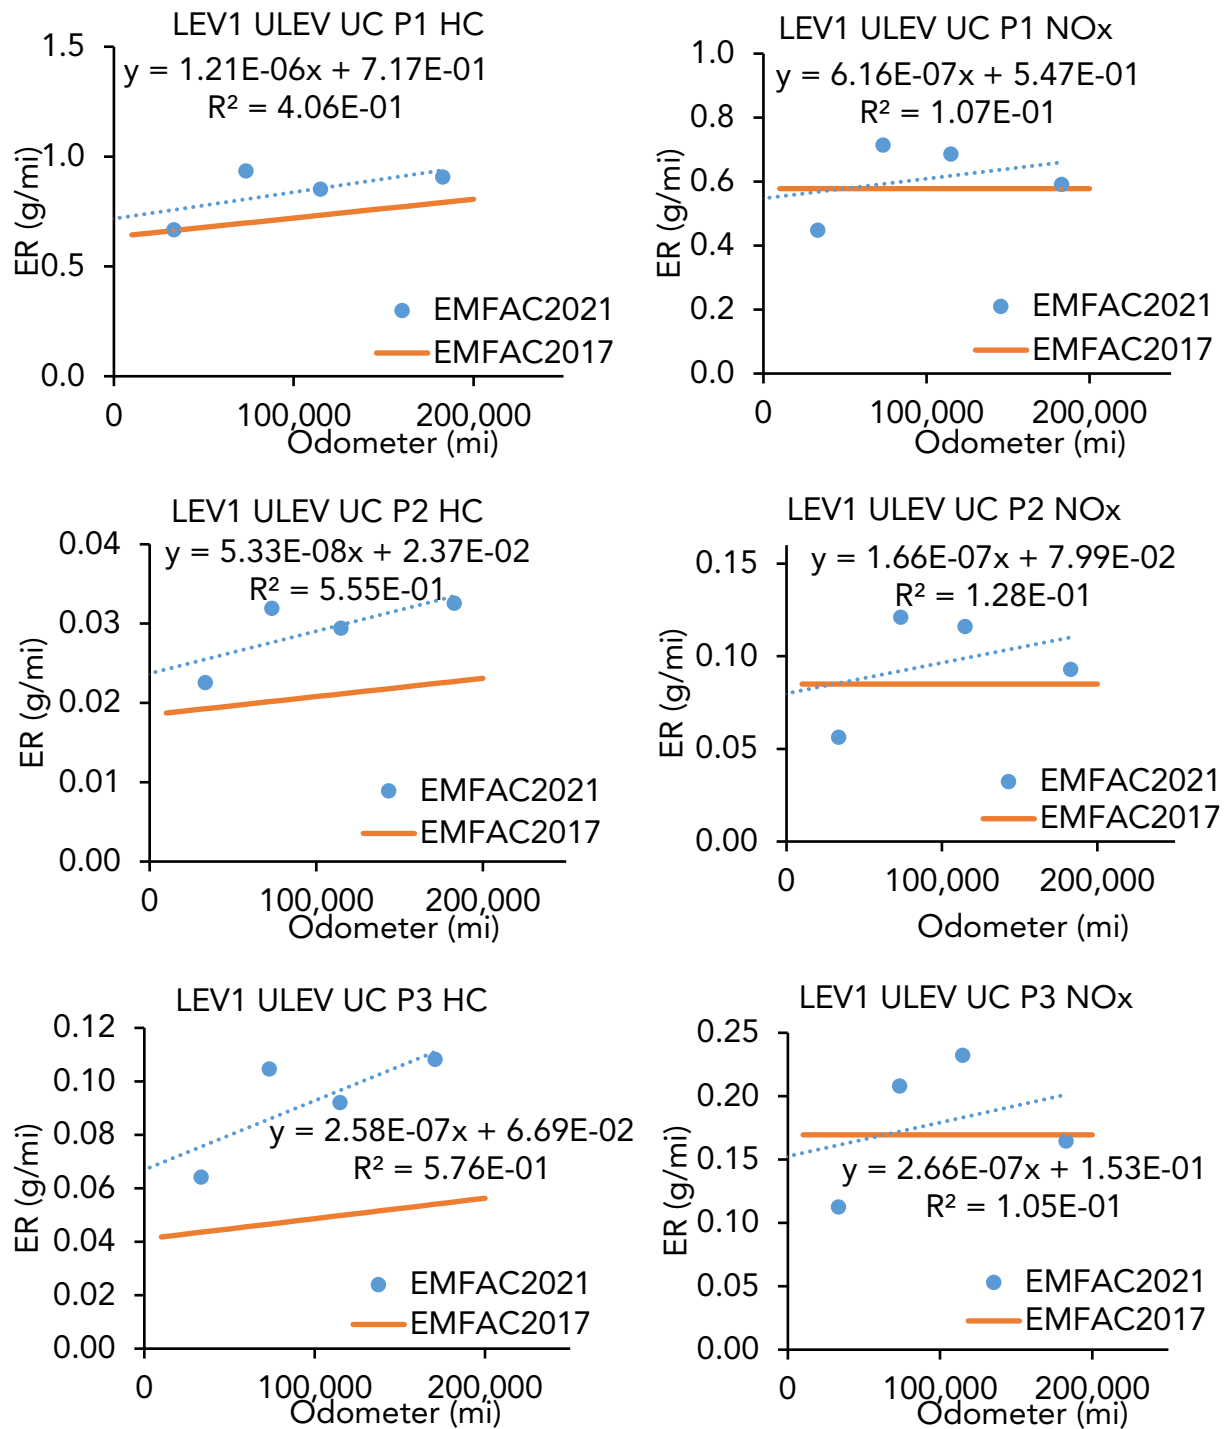 LEV1 ULEV UC P1 HC
y = 1.21E-06x + 7.17E-01
R² = 4.06E-01
1.5
1.0
0.5
0.0
ER (g/mi)
EMFAC2021
EMFAC2017
0
100,000
200,000
Odometer (mi)
LEV1 ULEV UC P1 NOx
y = 6.16E-07x + 5.47E-01
R² = 1.07E-01
1.0
0.8
0.6
0.4
0.2
0.0
ER (g/mi)
EMFAC2021
EMFAC2017
0
100,000
200,000
Odometer (mi)
LEV1 ULEV UC P2 HC
y = 5.33E-08x + 2.37E-02
R² = 5.55E-01
0.04
0.03
0.02
0.01
0.00
ER (g/mi)
EMFAC2021
EMFAC2017
0
100,000
200,000
Odometer (mi)
LEV1 ULEV UC P2 NOx
y = 1.66E-07x + 7.99E-02
R² = 1.28E-01
0.15
0.10
0.05
0.00
ER (g/mi)
EMFAC2021
EMFAC2017
0
100,000
200,000
Odometer (mi)
LEV1 ULEV UC P3 HC
0.12
0.10
0.08
0.06
0.04
0.02
0.00
ER (g/mi)
y = 2.58E-07x + 6.69E-02
R² = 5.76E-01
EMFAC2021
EMFAC2017
0
100,000
200,000
Odometer (mi)
LEV1 ULEV UC P3 NOx
0.25
0.20
0.15
0.10
0.05
0.00
ER (g/mi)
y = 2.66E-07x + 1.53E-01
R² = 1.05E-01
EMFAC2021
EMFAC2017
0
100,000
200,000
Odometer (mi)